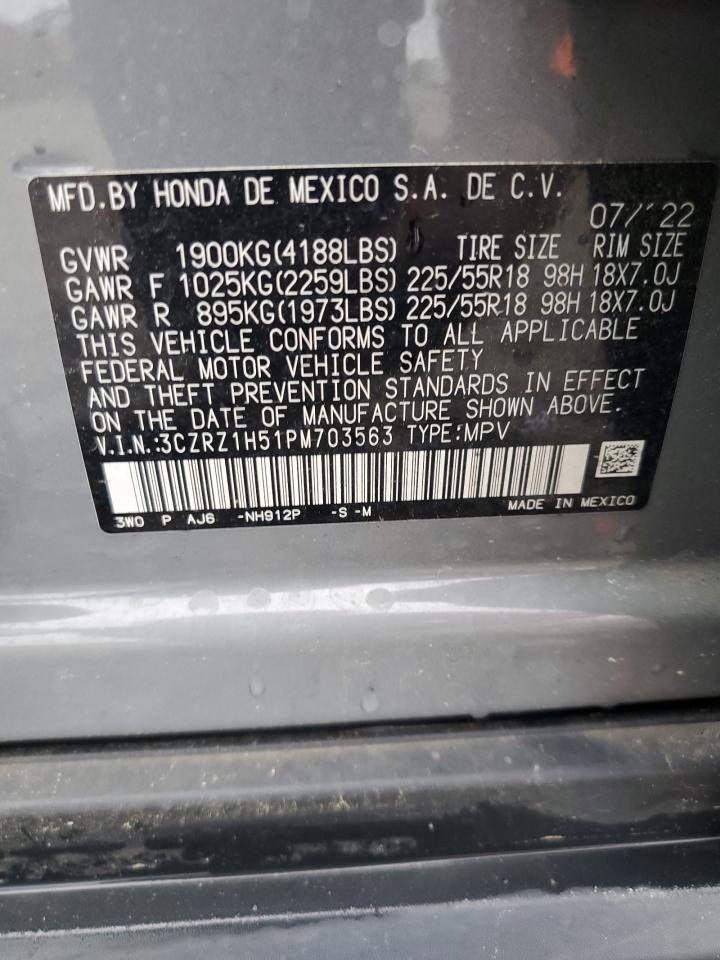 MFD.BY HONDA DE MEXICO S.A. DE C.V.
07/'22
GVWR 1900KG(4188LBS) TIRE SIZE RIM SIZE
GAWR F 1025KG(2259LBS) 225/55R18 98H 18X7.0J
GAWR R 895KG(1973LBS) 225/55R18 98H 18X7.0J
THIS VEHICLE CONFORMS TO ALL APPLICABLE
FEDERAL MOTOR VEHICLE SAFETY
AND THEFT PREVENTION STANDARDS IN EFFECT
ON THE DATE OF MANUFACTURE SHOWN ABOVE.
V.I.N.:3CZRZ1H51PM703563 TYPE:MPV
3W0 P AJ6 -NH912P -S -M MADE IN MEXICO